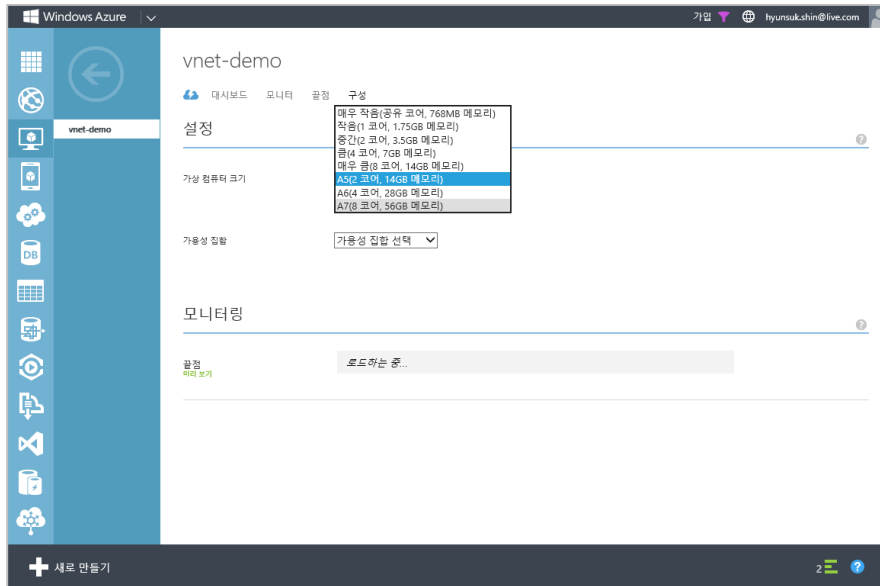 Windows Azure
가입
hyunsuk.shin@live.com
vnet-demo
vnet-demo
대시보드 모니터 끝점 구성
설정
?
가상 컴퓨터 크기
매우 작음(공유 코어, 768MB 메모리)
작음(1 코어, 1.75GB 메모리)
중간(2 코어, 3.5GB 메모리)
큼(4 코어, 7GB 메모리)
매우 큼(8 코어, 14GB 메모리)
A5(2 코어, 14GB 메모리)
A6(4 코어, 28GB 메모리)
A7(8 코어, 56GB 메모리)
가용성 집합
가용성 집합 선택
DB
모니터링
?
끝점
미리 보기
로드하는 중...
새로 만들기
2
?